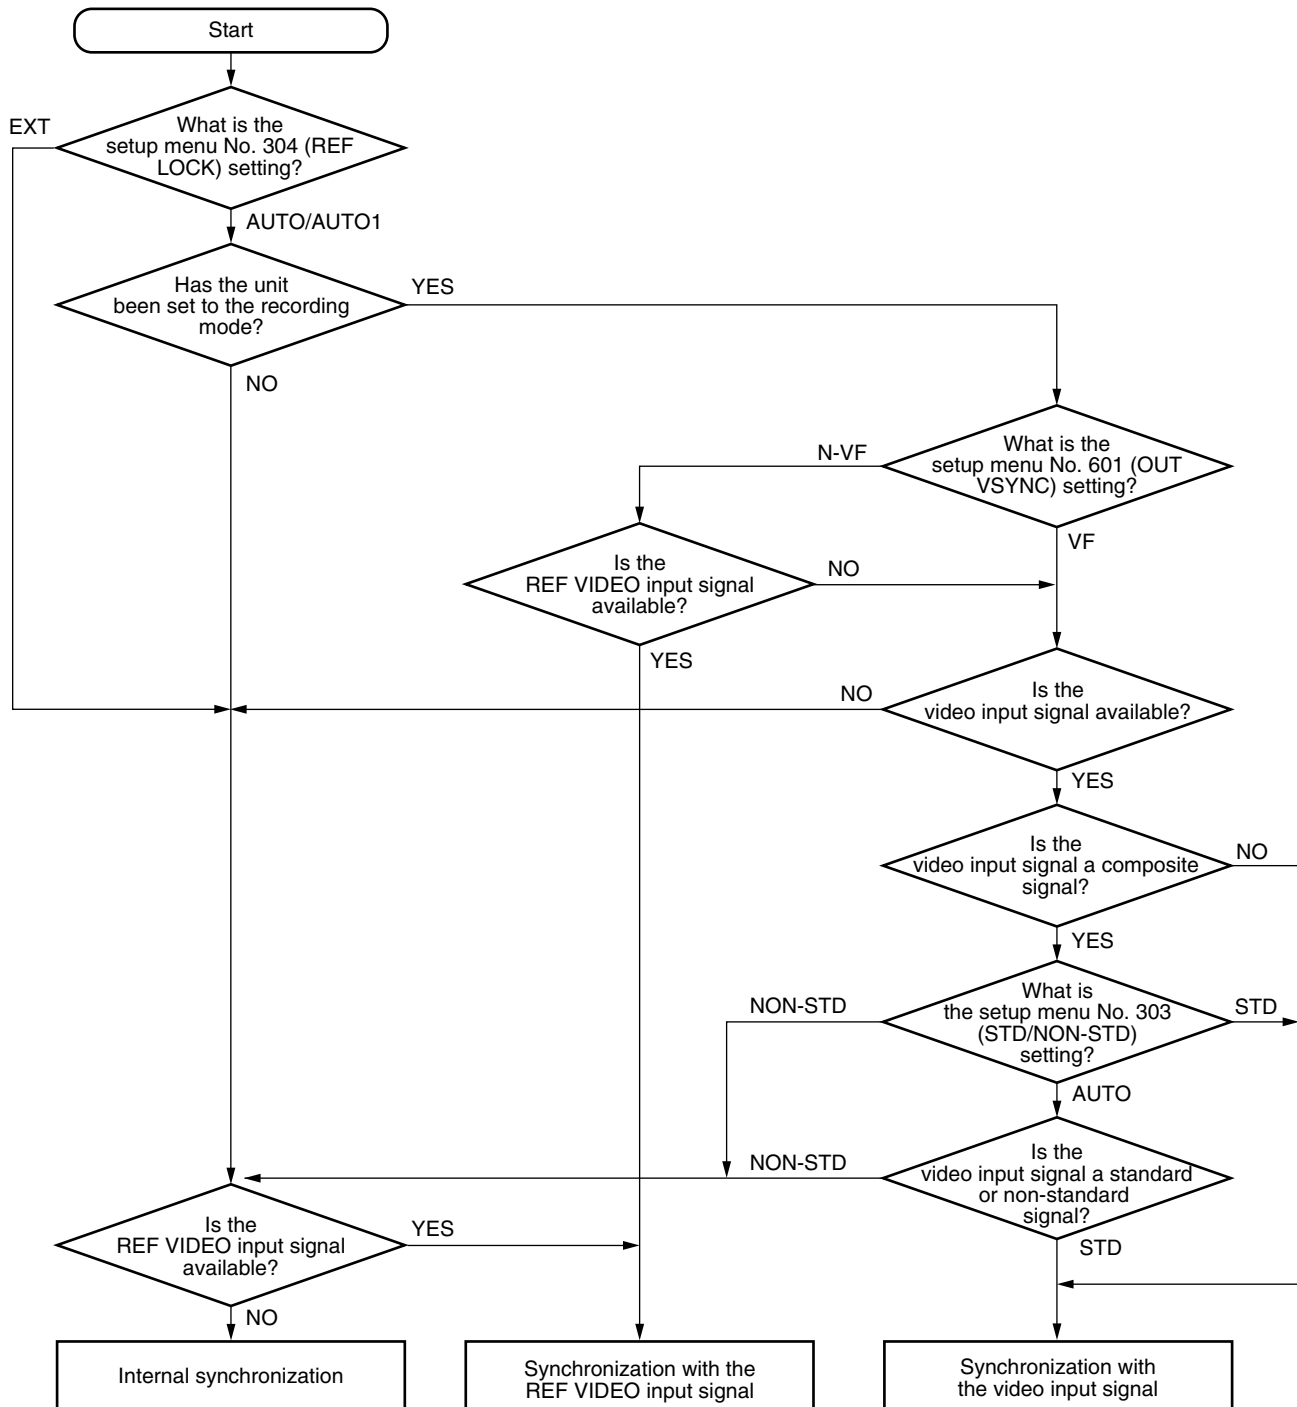 Start
What is the
setup menu No. 304 (REF
LOCK) setting?
EXT
AUTO/AUTO1
Has the unit
been set to the recording
mode?
YES
NO
What is the
setup menu No. 601 (OUT
VSYNC) setting?
N-VF
VF
Is the
REF VIDEO input signal
available?
NO
YES
Is the
video input signal available?
NO
YES
Is the
video input signal a composite
signal?
NO
YES
What is
the setup menu No. 303
(STD/NON-STD)
setting?
NON-STD
STD
AUTO
Is the
video input signal a standard
or non-standard
signal?
NON-STD
STD
Is the
REF VIDEO input signal
available?
YES
NO
Internal synchronization
Synchronization with the
REF VIDEO input signal
Synchronization with
the video input signal